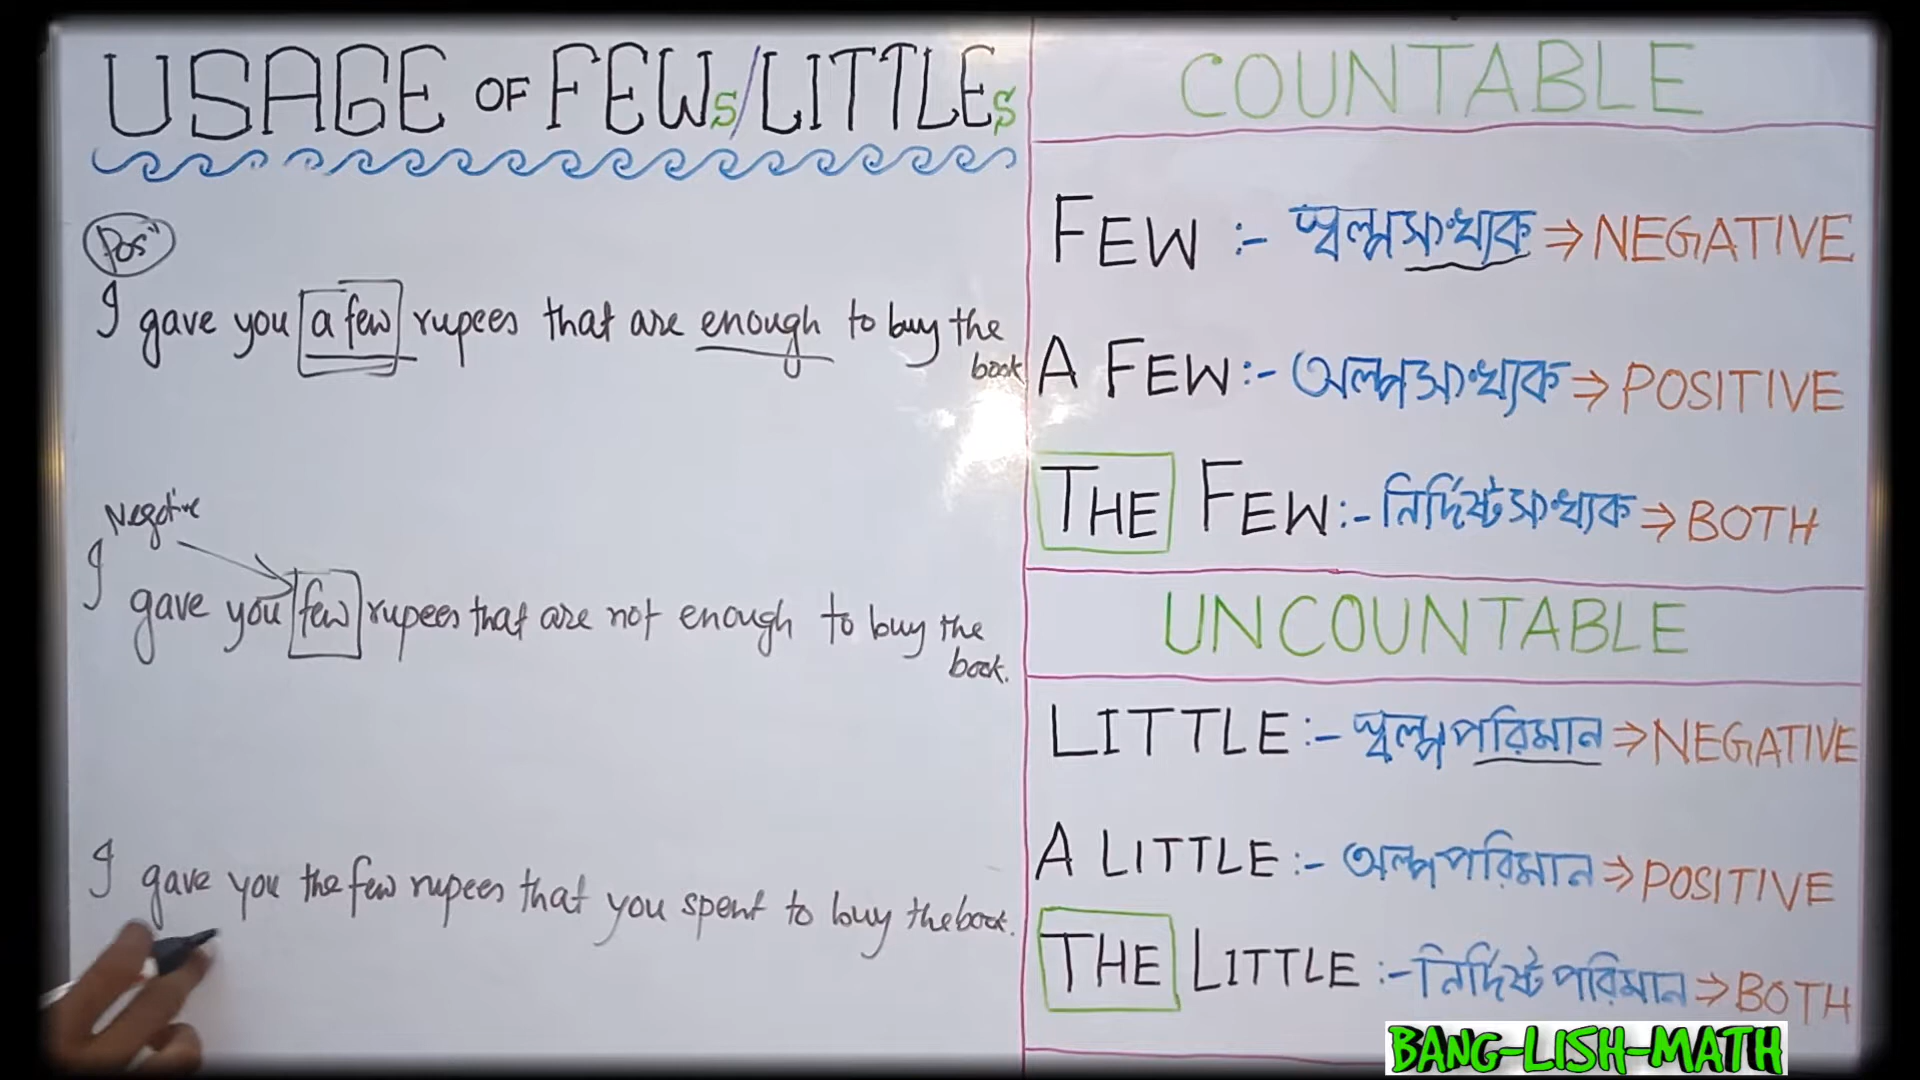 USAGE OF FEWs/LITTLEs
Posv
I gave you a few rupees that are enough to buy the
book
Negative
I gave you few rupees that are not enough to buy the
book.
I gave you the few rupees that you spent to buy the book.
COUNTABLE
FEW :- স্বল্পসংখ্যক ⇒ NEGATIVE
A FEW :- অল্পসংখ্যক ⇒ POSITIVE
THE FEW :- নির্দিষ্টসংখ্যক ⇒ BOTH
UNCOUNTABLE
LITTLE :- স্বল্পপরিমান ⇒ NEGATIVE
A LITTLE :- অল্পপরিমান ⇒ POSITIVE
THE LITTLE :- নির্দিষ্টপরিমান ⇒ BOTH
BANG-LISH-MATH